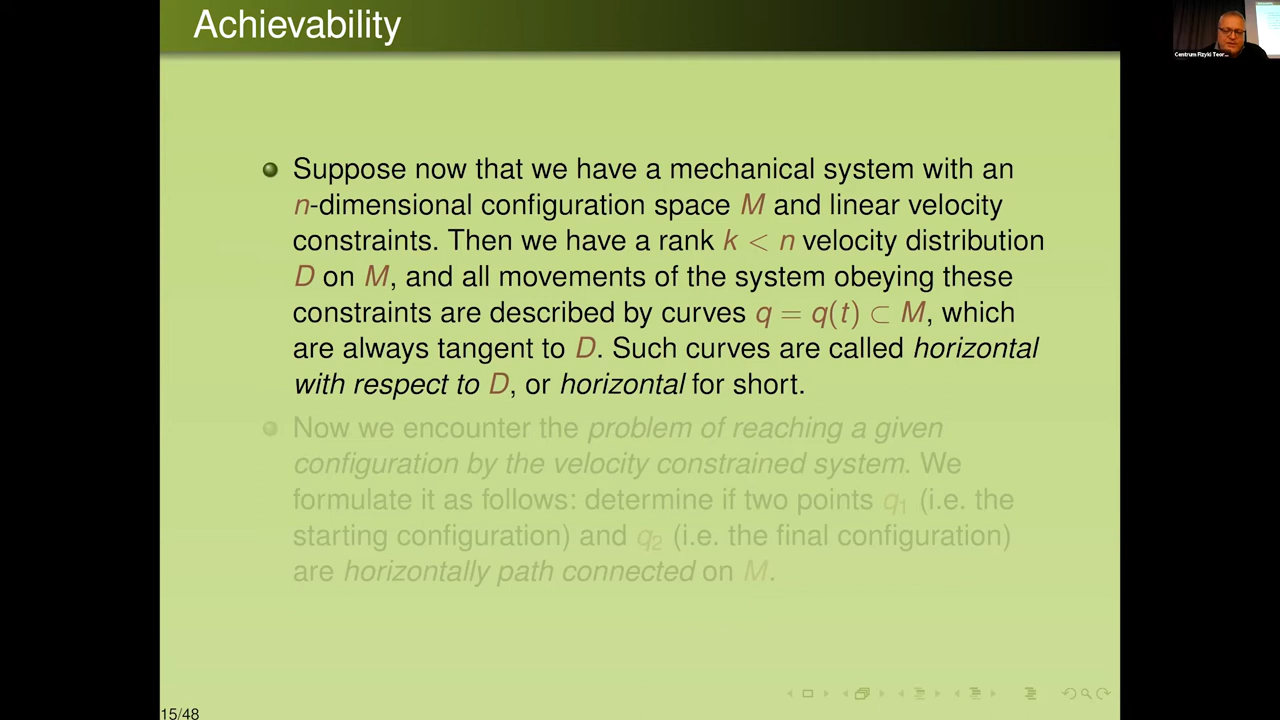 Achievability
Centrum Fizyki Teor...
Suppose now that we have a mechanical system with an
n-dimensional configuration space M and linear velocity
constraints. Then we have a rank k < n velocity distribution
D on M, and all movements of the system obeying these
constraints are described by curves q = q(t) ⊂ M, which
are always tangent to D. Such curves are called horizontal
with respect to D, or horizontal for short.
Now we encounter the problem of reaching a given
configuration by the velocity constrained system. We
formulate it as follows: determine if two points q₁ (i.e. the
starting configuration) and q₂ (i.e. the final configuration)
are horizontally path connected on M.
15/48